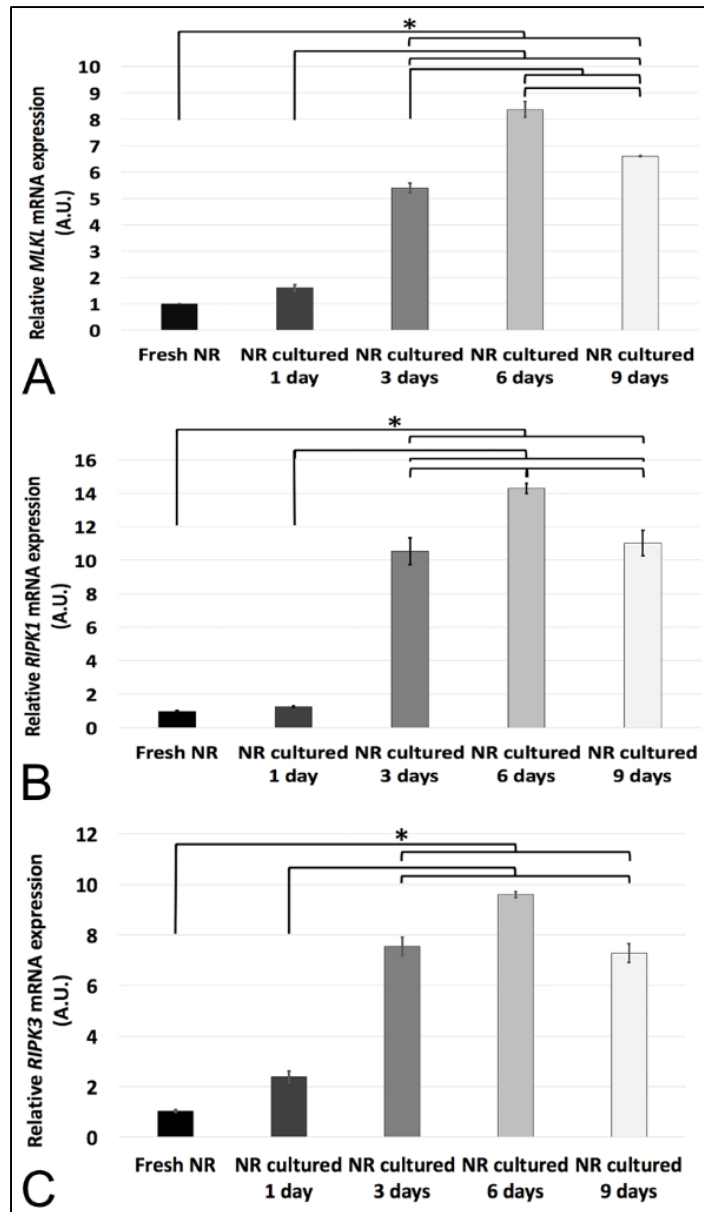 *
10
9
8
7
6
5
4
3
2
1
0
Relative MLKL mRNA expression
(A.U.)
Fresh NR NR cultured NR cultured NR cultured NR cultured
1 day 3 days 6 days 9 days
A
*
16
14
12
10
8
6
4
2
0
Relative RIPK1 mRNA expression
(A.U.)
Fresh NR NR cultured NR cultured NR cultured NR cultured
1 day 3 days 6 days 9 days
B
*
12
10
8
6
4
2
0
Relative RIPK3 mRNA expression
(A.U.)
Fresh NR NR cultured NR cultured NR cultured NR cultured
1 day 3 days 6 days 9 days
C